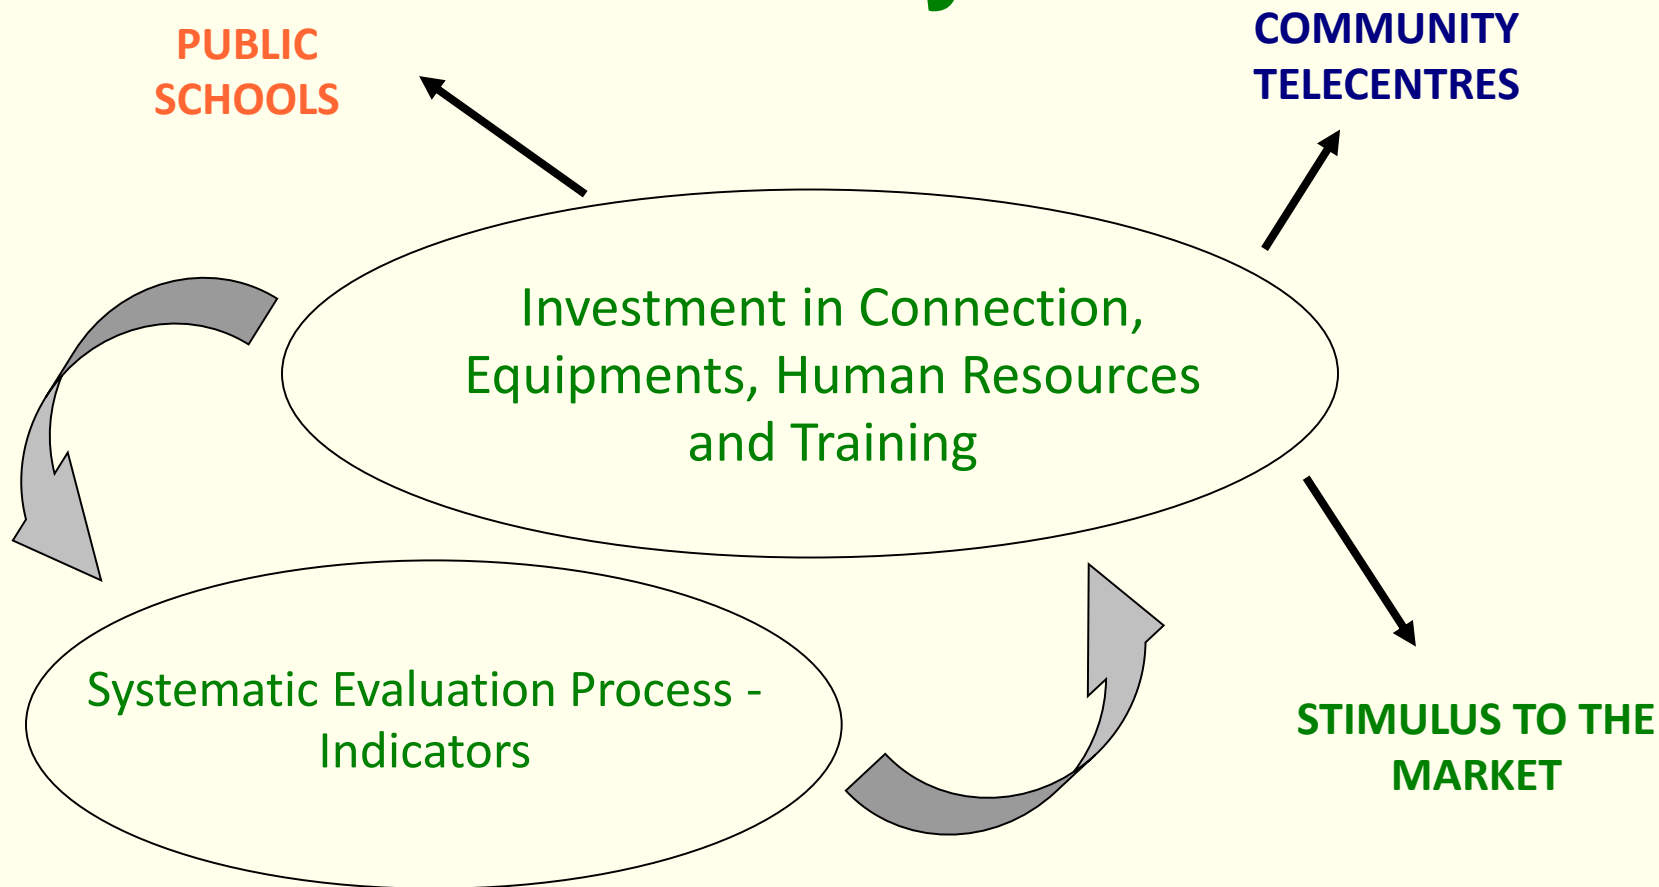 PUBLIC
SCHOOLS
COMMUNITY
TELECENTRES
Investment in Connection,
Equipments, Human Resources
and Training
Systematic Evaluation Process -
Indicators
STIMULUS TO THE
MARKET